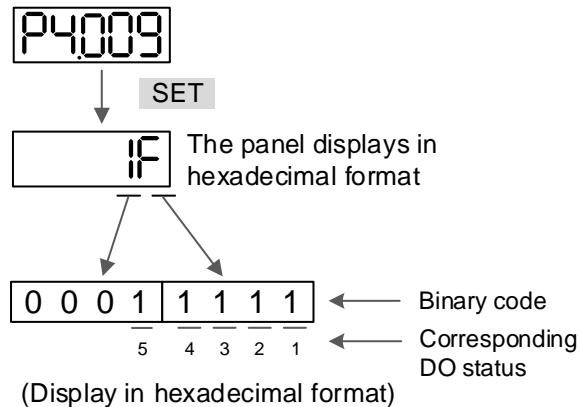 P4.009
SET
1F
The panel displays in
hexadecimal format
0 0 0 1 1 1 1 1
Binary code
5 4 3 2 1
Corresponding
DO status
(Display in hexadecimal format)